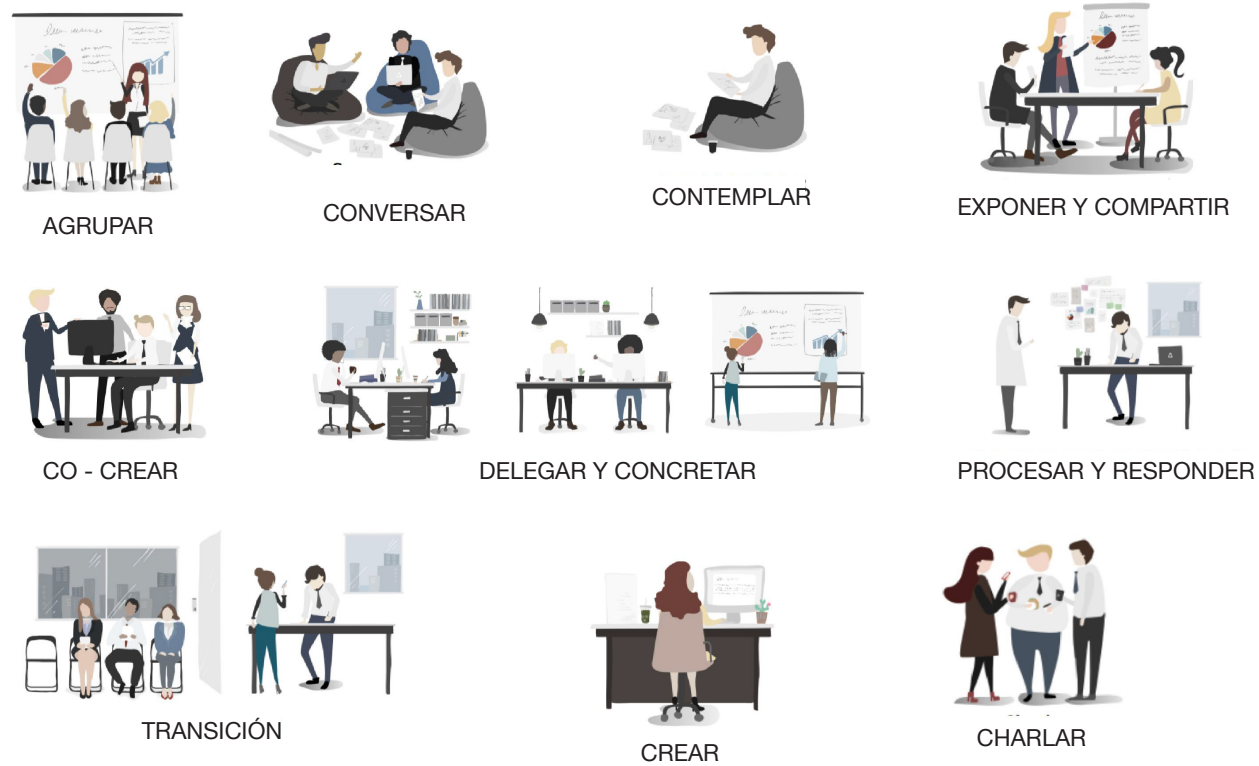 AGRUPAR
CONVERSAR
CONTEMPLAR
EXPONER Y COMPARTIR
CO - CREAR
DELEGAR Y CONCRETAR
PROCESAR Y RESPONDER
TRANSICIÓN
CREAR
CHARLAR